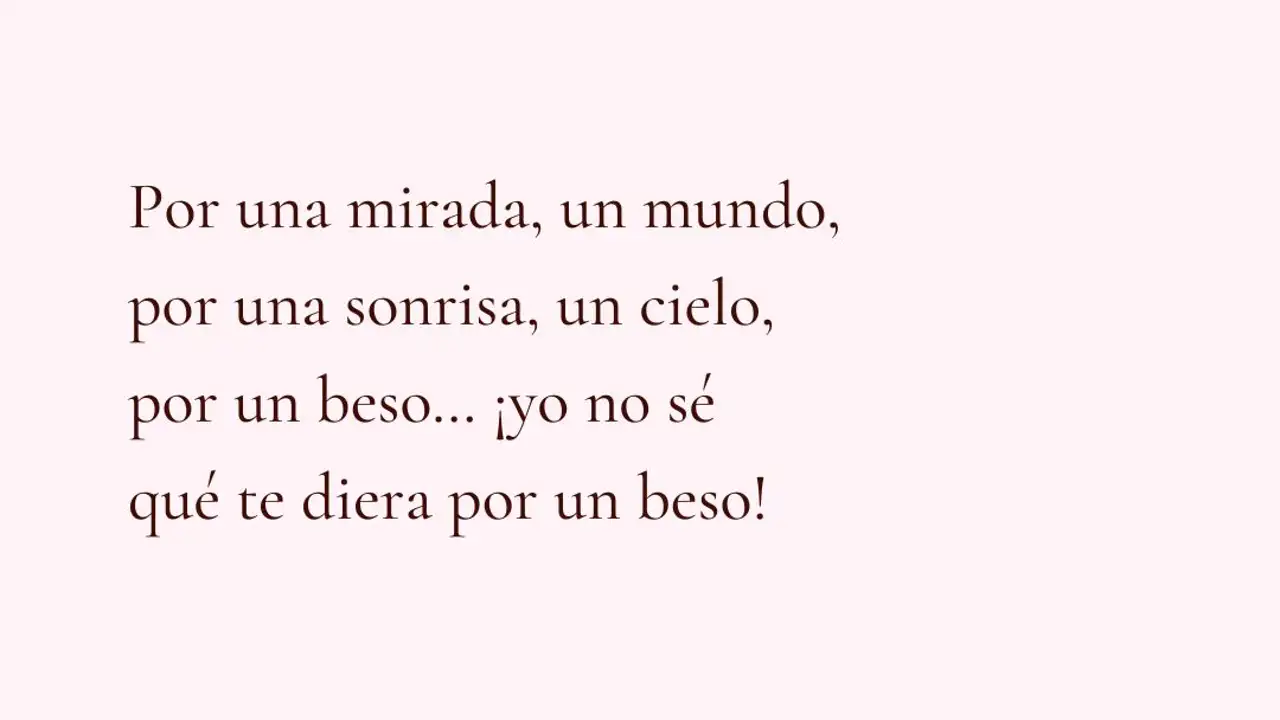 Por una mirada, un mundo,
por una sonrisa, un cielo,
por un beso... ¡yo no sé
qué te diera por un beso!